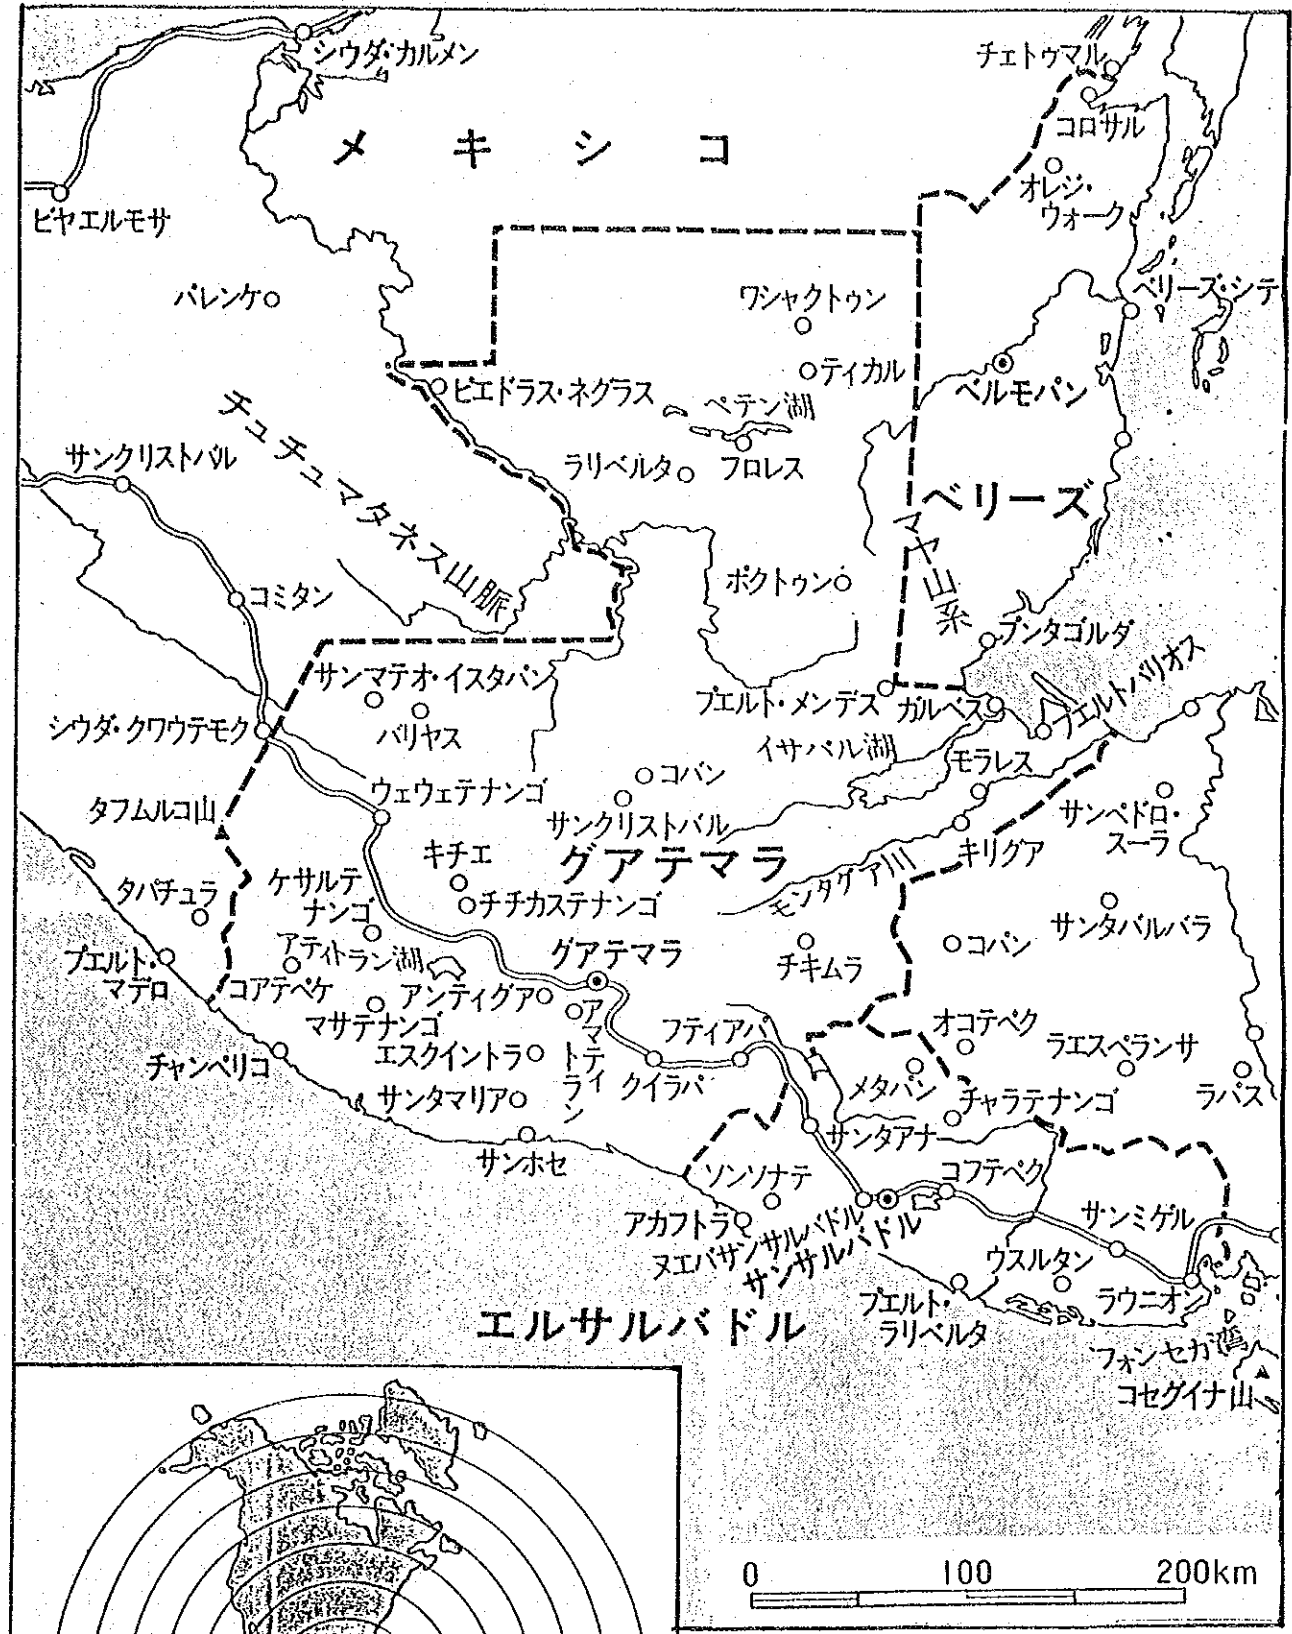 シウダ・カルメン
チェトゥマル
コロサル
メキシコ
オレンジ・
ウォーク
ビヤエルモサ
パレンケ
ワシャクトゥン
ベリーズ・シテ
ティカル
ベルモパン
ピエドラス・ネグラス
ペテン湖
チュチュマタネス山脈
サンクリストバル
ラリベルタ
フロレス
ベリーズ
マヤ山系
コミタン
ポクトゥン
プンタゴルダ
サンマテオ・イスタパン
プエルト・メンデス
ガルベス
プエルトバリオス
シウダ・クワウテモク
バリヤス
イサバル湖
モラレス
コバン
ウェウェテナンゴ
タフムルコ山
サンクリストバル
サンペドロ・
スーラ
キチエ
グアテマラ
キリグア
タパチュラ
ケサルテ
ナンゴ
チチカステナンゴ
モンタグア川
サンタバルバラ
アティトラン湖
グアテマラ
チキムラ
コパン
プエルト・
マデロ
コアテペケ
アンティグア
マサテナンゴ
アマトティラン
フティアパ
オコテペク
チャンペリコ
エスクイントラ
クイラパ
メタパン
ラエスペランサ
サンタマリア
チャラテナンゴ
ラパス
サンホセ
サンタアナ
ソンソナテ
コフテペク
アカフトラ
ヌエバサンサルバドル
サンサルバドル
サンミゲル
ウスルタン
エルサルバドル
プエルト・
ラリベルタ
ラウニオン
フォンセカ湾
コセグイナ山
0 100 200km